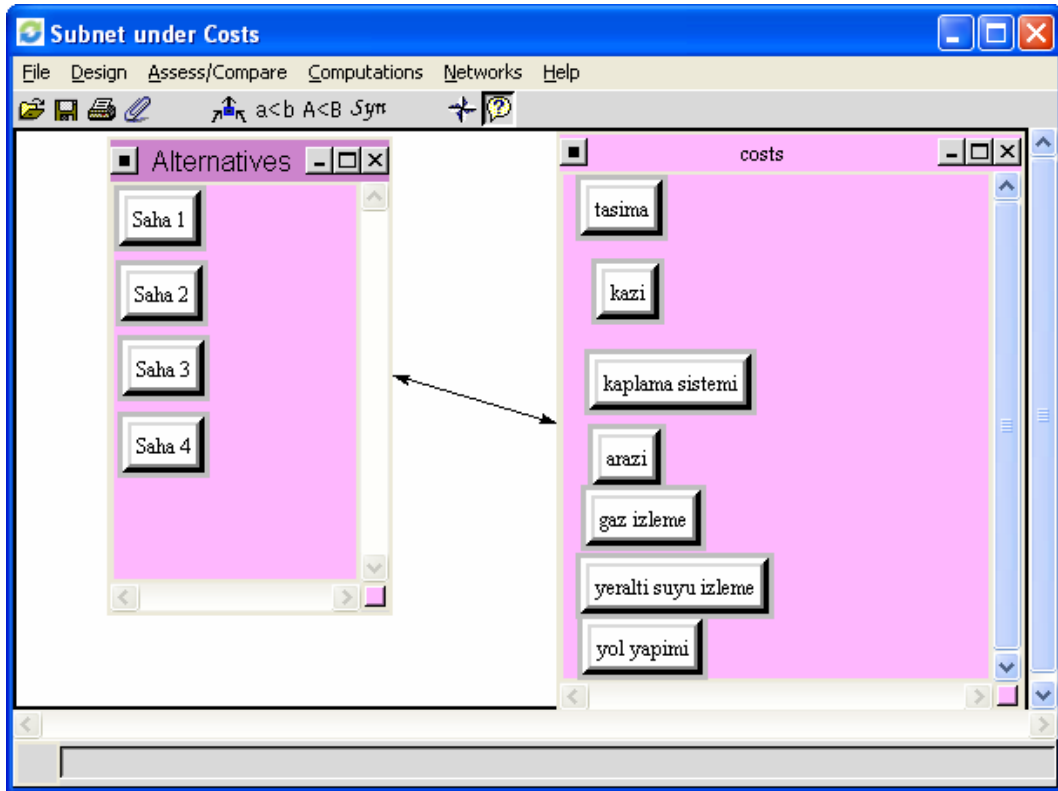 Subnet under Costs
File Design Assess/Compare Computations Networks Help
a<b A<B Syn
Alternatives
Saha 1
Saha 2
Saha 3
Saha 4
costs
tasima
kazi
kaplama sistemi
arazi
gaz izleme
yeralti suyu izleme
yol yapimi